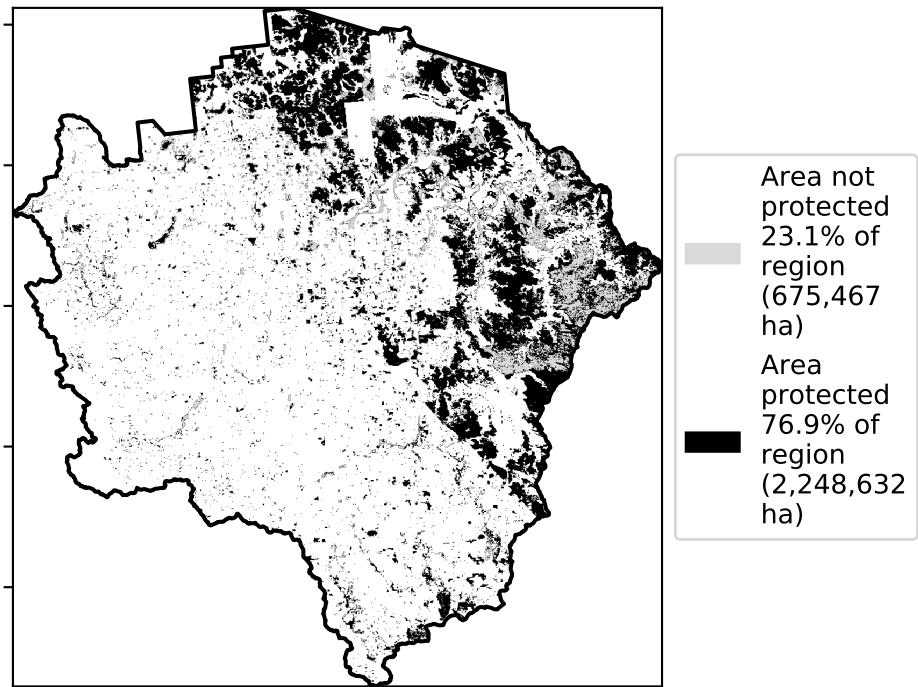 Area not
protected
23.1% of
region
(675,467
ha)
Area
protected
76.9% of
region
(2,248,632
ha)